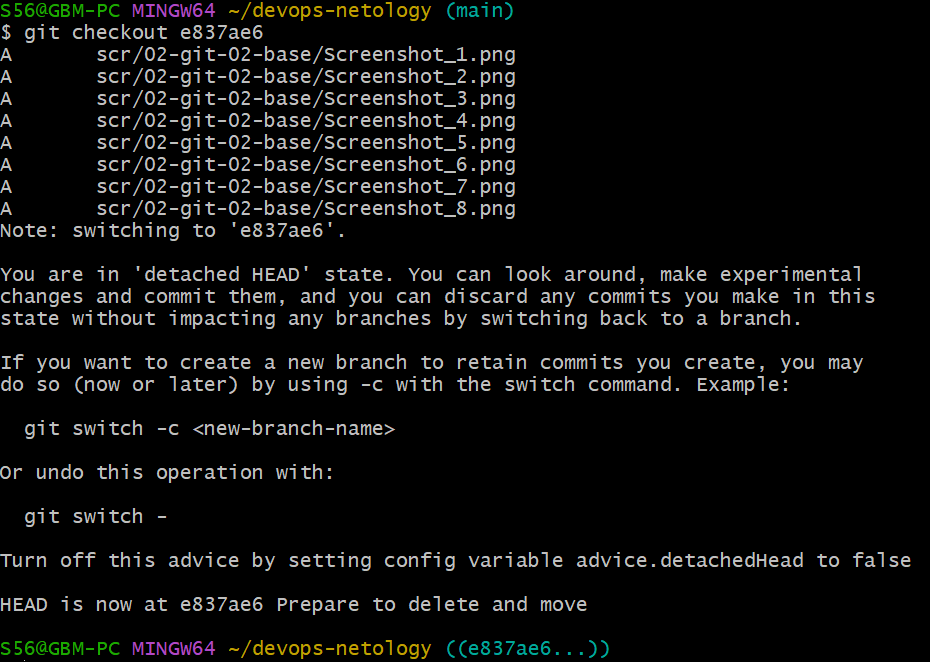 S56@GBM-PC MINGW64 ~/devops-netology (main)
$ git checkout e837ae6
A       scr/02-git-02-base/Screenshot_1.png
A       scr/02-git-02-base/Screenshot_2.png
A       scr/02-git-02-base/Screenshot_3.png
A       scr/02-git-02-base/Screenshot_4.png
A       scr/02-git-02-base/Screenshot_5.png
A       scr/02-git-02-base/Screenshot_6.png
A       scr/02-git-02-base/Screenshot_7.png
A       scr/02-git-02-base/Screenshot_8.png
Note: switching to 'e837ae6'.

You are in 'detached HEAD' state. You can look around, make experimental
changes and commit them, and you can discard any commits you make in this
state without impacting any branches by switching back to a branch.

If you want to create a new branch to retain commits you create, you may
do so (now or later) by using -c with the switch command. Example:

  git switch -c <new-branch-name>

Or undo this operation with:

  git switch -

Turn off this advice by setting config variable advice.detachedHead to false

HEAD is now at e837ae6 Prepare to delete and move

S56@GBM-PC MINGW64 ~/devops-netology ((e837ae6...))